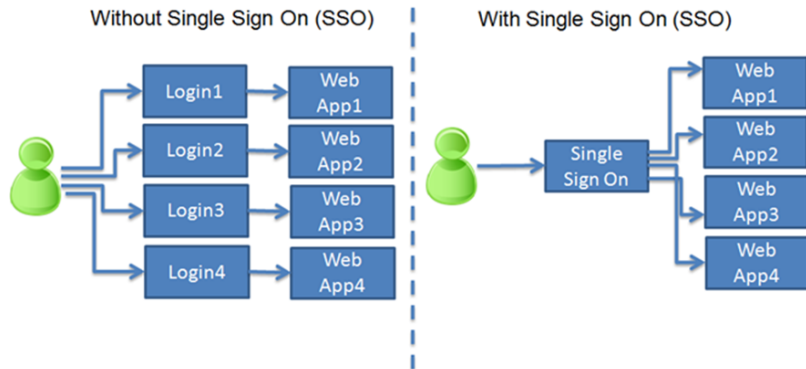 Without Single Sign On (SSO)
Login1
Web
App1
Login2
Web
App2
Login3
Web
App3
Login4
Web
App4
With Single Sign On (SSO)
Single
Sign On
Web
App1
Web
App2
Web
App3
Web
App4